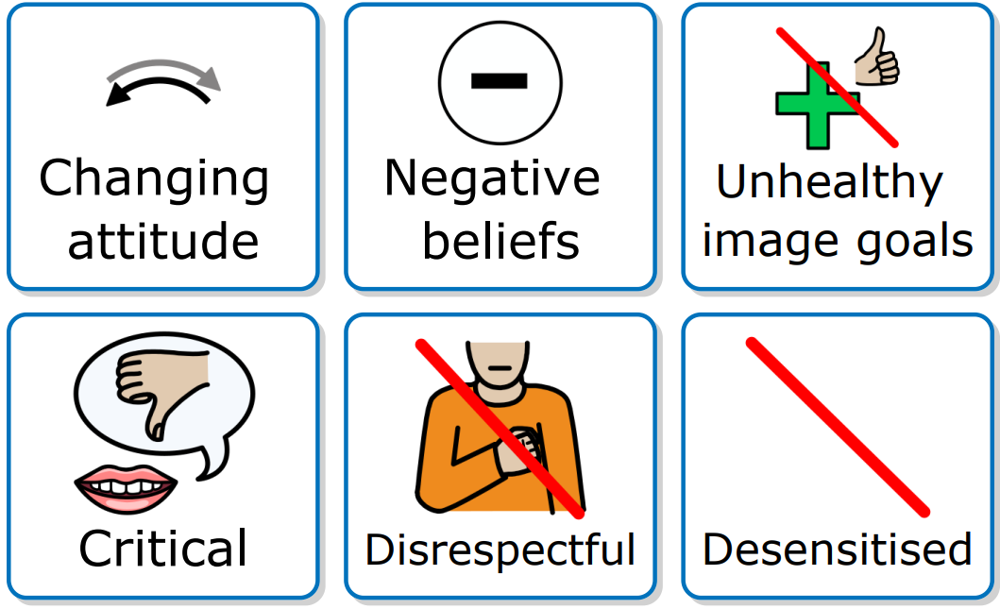 Changing
attitude
Negative
beliefs
Unhealthy
image goals
Critical
Disrespectful
Desensitised